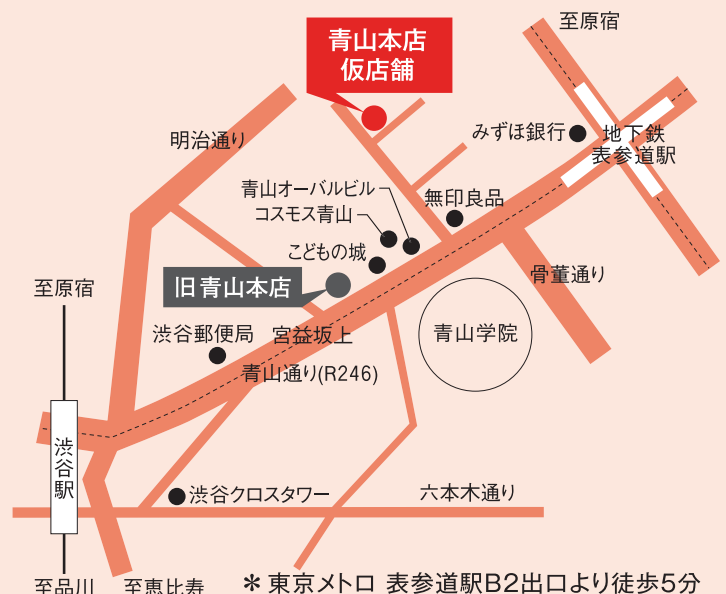 至原宿
青山本店
仮店舗
みずほ銀行
地下鉄
表参道駅
明治通り
青山オーバルビル
無印良品
コスモス青山
こどもの城
旧青山本店
骨董通り
至原宿
渋谷郵便局
宮益坂上
青山学院
青山通り(R246)
渋谷駅
渋谷クロスタワー
六本木通り
至品川
至恵比寿
＊東京メトロ 表参道駅B2出口より徒歩5分